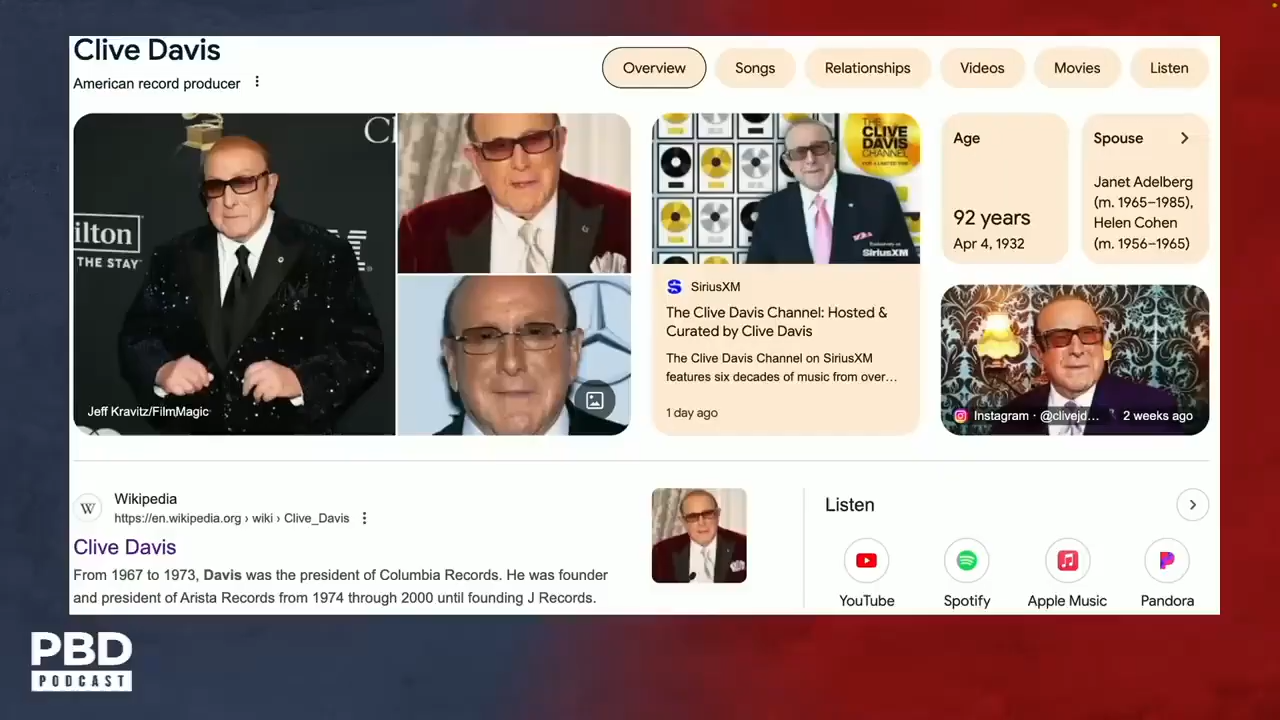 Clive Davis
American record producer
Overview
Songs
Relationships
Videos
Movies
Listen
Cl
ilton
THE STAY
Jeff Kravitz/FilmMagic
THE
CLIVE
DAVIS
CHANNEL
SiriusXM
SiriusXM
The Clive Davis Channel: Hosted &
Curated by Clive Davis
The Clive Davis Channel on SiriusXM
features six decades of music from over...
1 day ago
Age
92 years
Apr 4, 1932
Spouse
Janet Adelberg
(m. 1965–1985),
Helen Cohen
(m. 1956–1965)
Instagram · @clivejd...
2 weeks ago
W
Wikipedia
https://en.wikipedia.org › wiki › Clive_Davis
Clive Davis
From 1967 to 1973, Davis was the president of Columbia Records. He was founder
and president of Arista Records from 1974 through 2000 until founding J Records.
Listen
YouTube
Spotify
Apple Music
Pandora
PBD
PODCAST